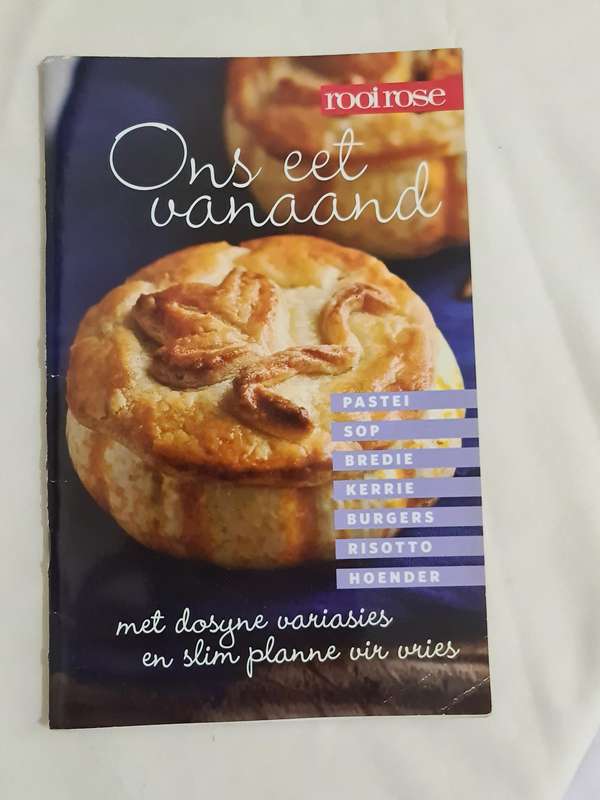 rooi rose
Ons eet
vanaand
PASTEI
SOP
BREDIE
KERRIE
BURGERS
RISOTTO
HOENDER
met dosyne variasies
en slim planne vir vries